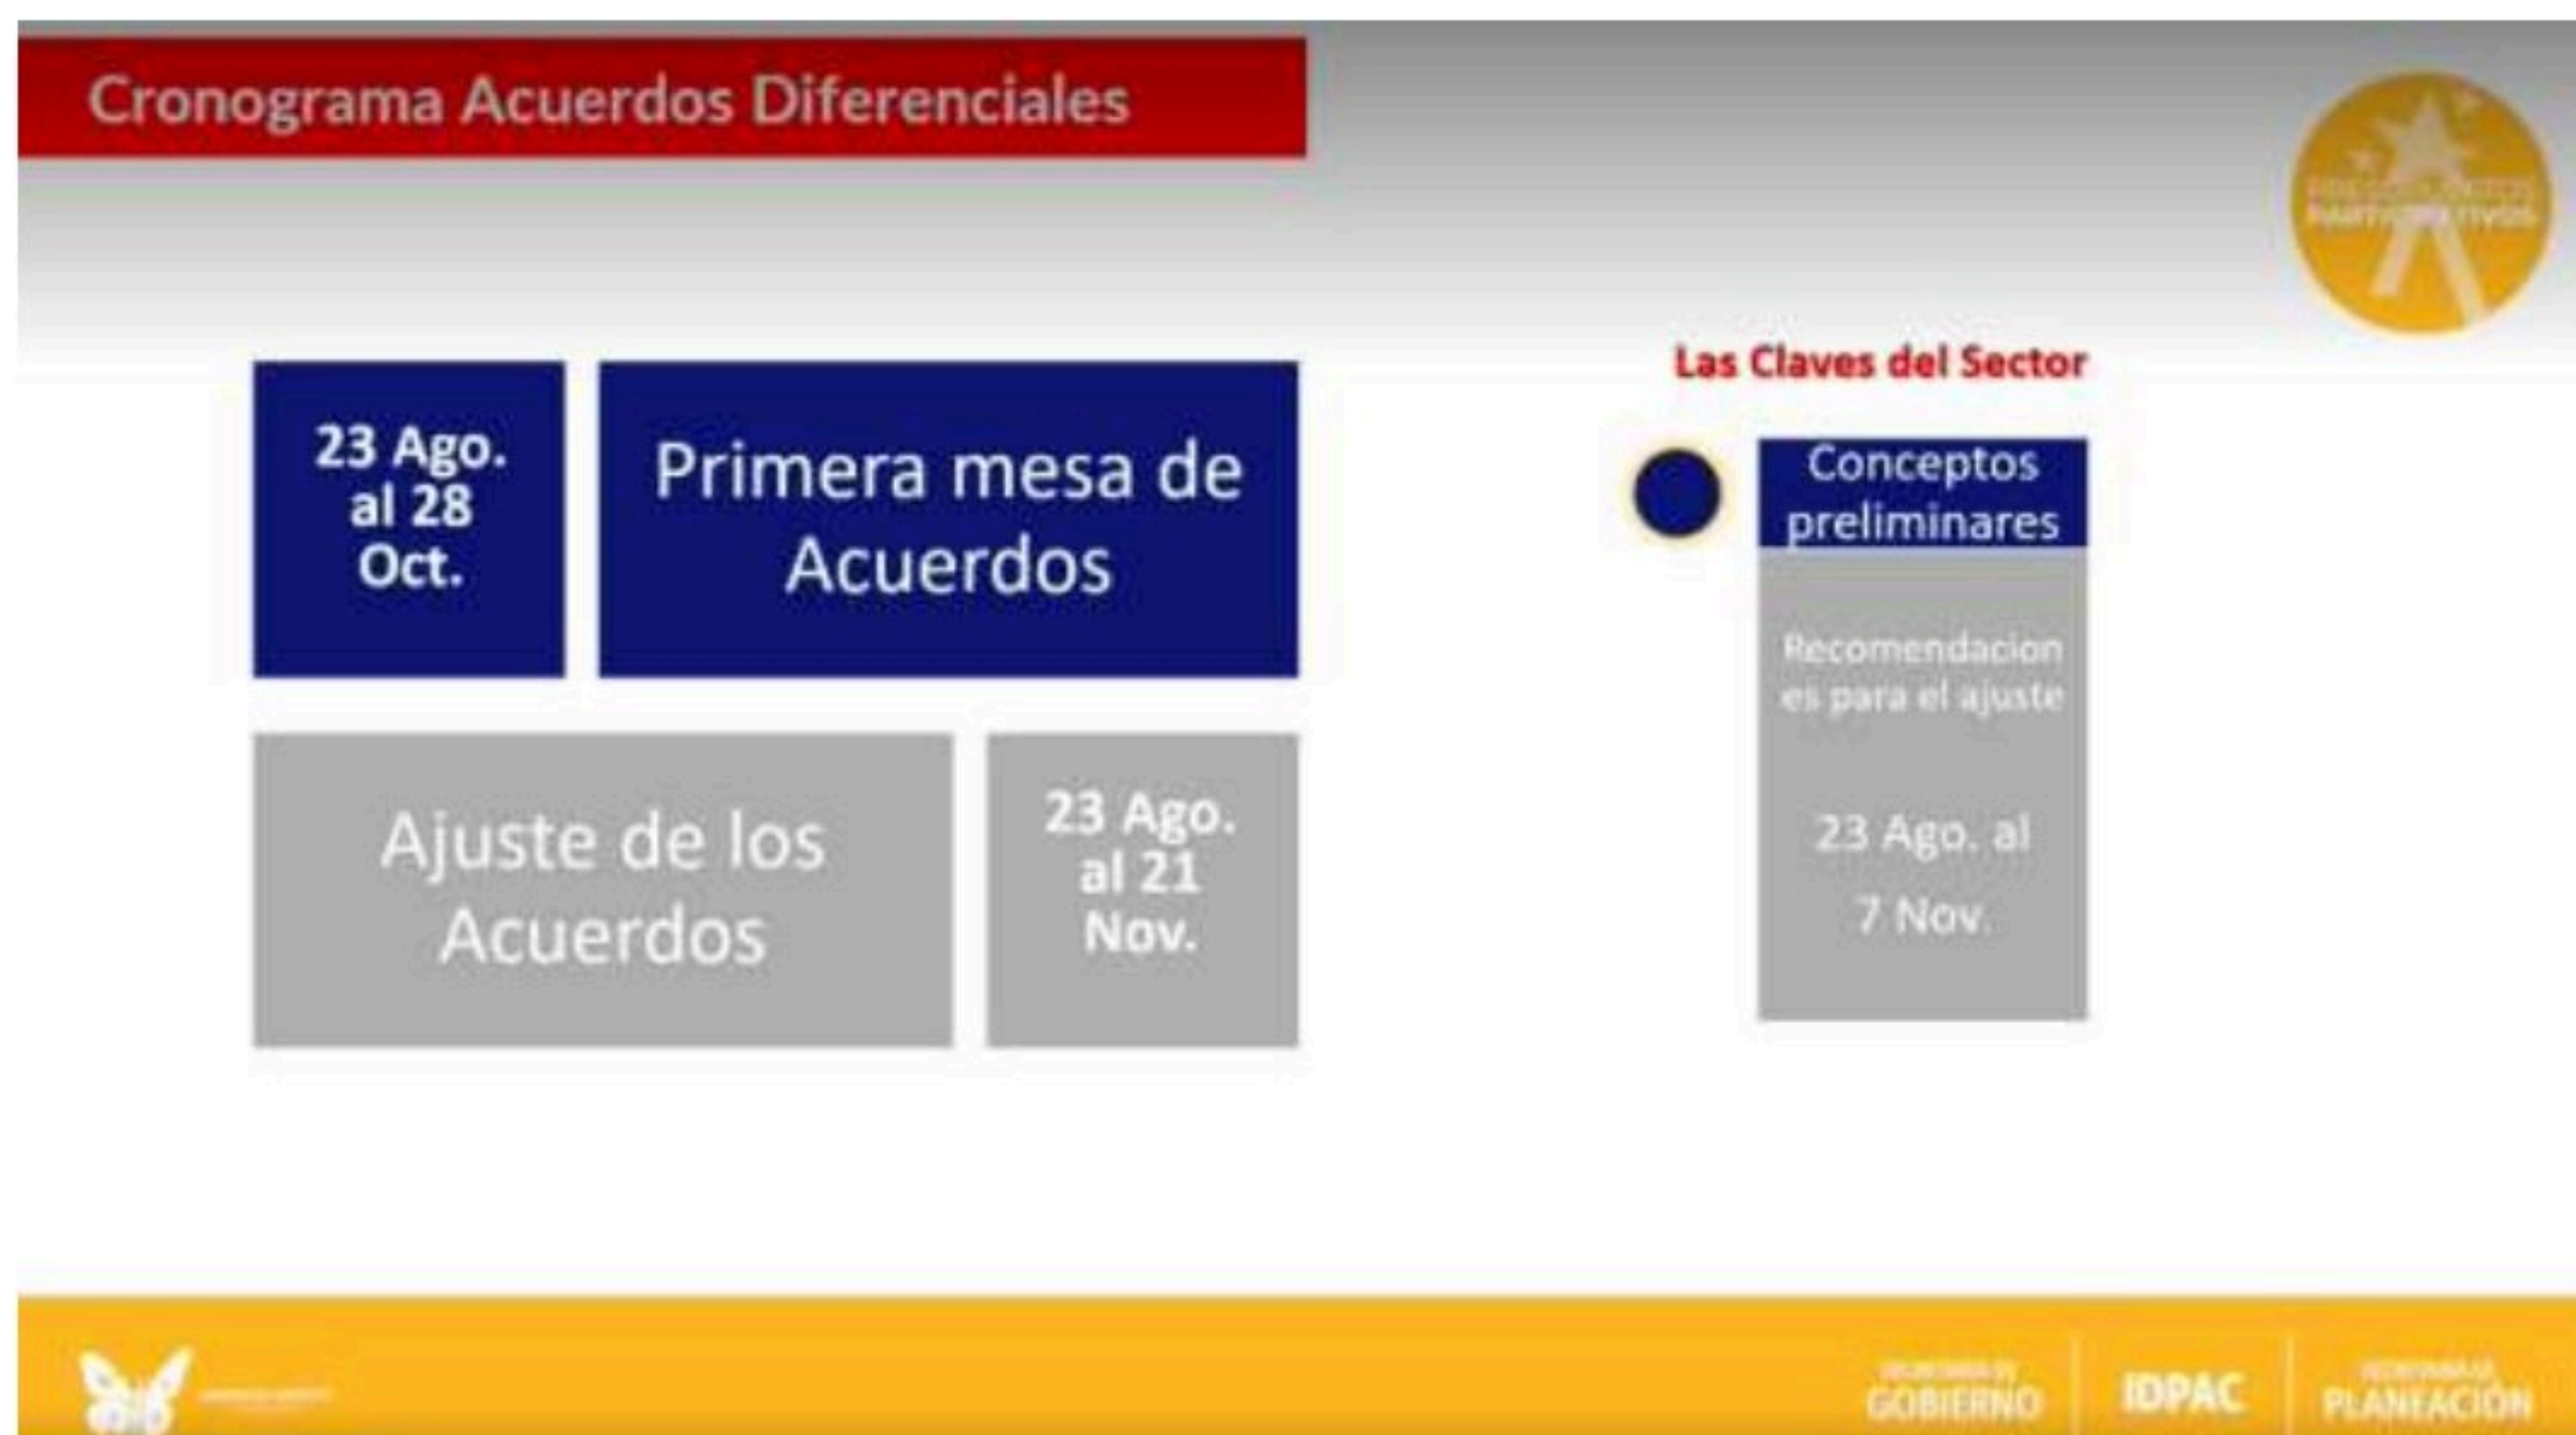 Cronograma Acuerdos Diferenciales
PARTICIPATIVOS
Las Claves del Sector
23 Ago.
al 28
Oct.
Primera mesa de
Acuerdos
Conceptos
preliminares
Recomendacion
es para el ajuste
23 Ago. al
7 Nov.
Ajuste de los
Acuerdos
23 Ago.
al 21
Nov.
GOBIERNO
IDPAC
PLANEACIÓN